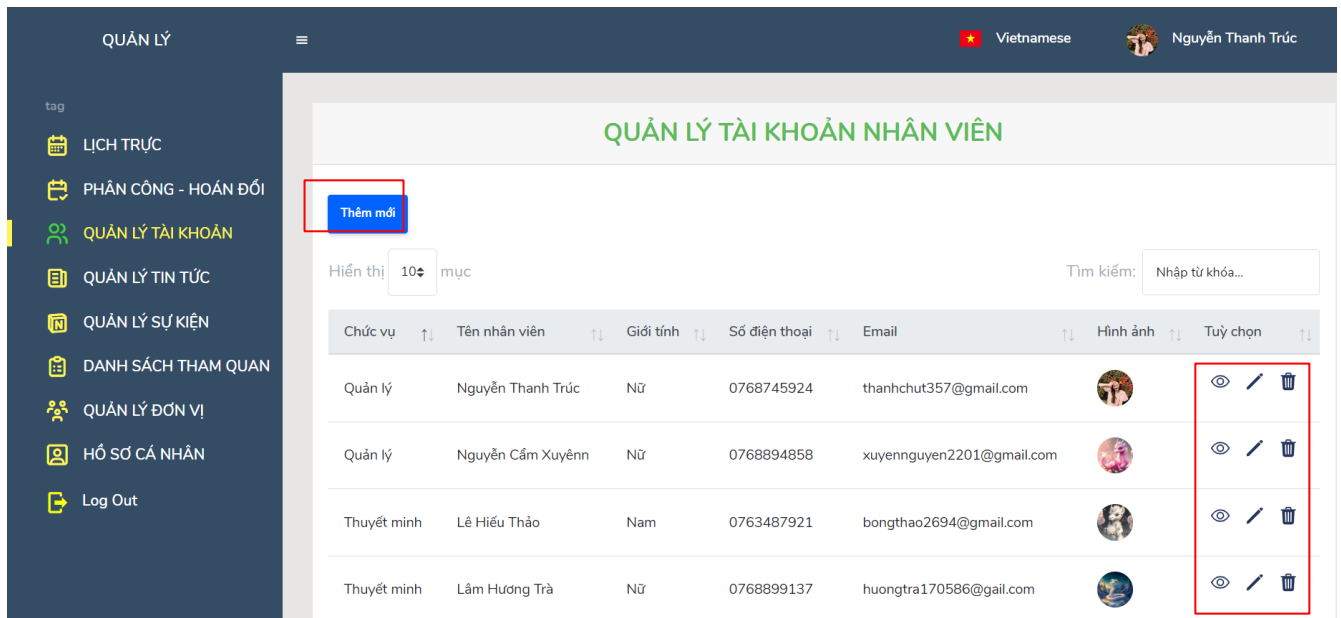 QUẢN LÝ
Vietnamese
Nguyễn Thanh Trúc
tag
LỊCH TRỰC
PHÂN CÔNG - HOÁN ĐỔI
QUẢN LÝ TÀI KHOẢN
QUẢN LÝ TIN TỨC
QUẢN LÝ SỰ KIỆN
DANH SÁCH THAM QUAN
QUẢN LÝ ĐƠN VỊ
HỒ SƠ CÁ NHÂN
Log Out
QUẢN LÝ TÀI KHOẢN NHÂN VIÊN
Thêm mới
Hiển thị 10 mục
Tìm kiếm: Nhập từ khóa...
Chức vụ Tên nhân viên Giới tính Số điện thoại Email Hình ảnh Tuỳ chọn
Quản lý Nguyễn Thanh Trúc Nữ 0768745924 thanhchut357@gmail.com
Quản lý Nguyễn Cẩm Xuyênn Nữ 0768894858 xuyennguyen2201@gmail.com
Thuyết minh Lê Hiếu Thảo Nam 0763487921 bongthao2694@gmail.com
Thuyết minh Lâm Hương Trà Nữ 0768899137 huongtra170586@gail.com